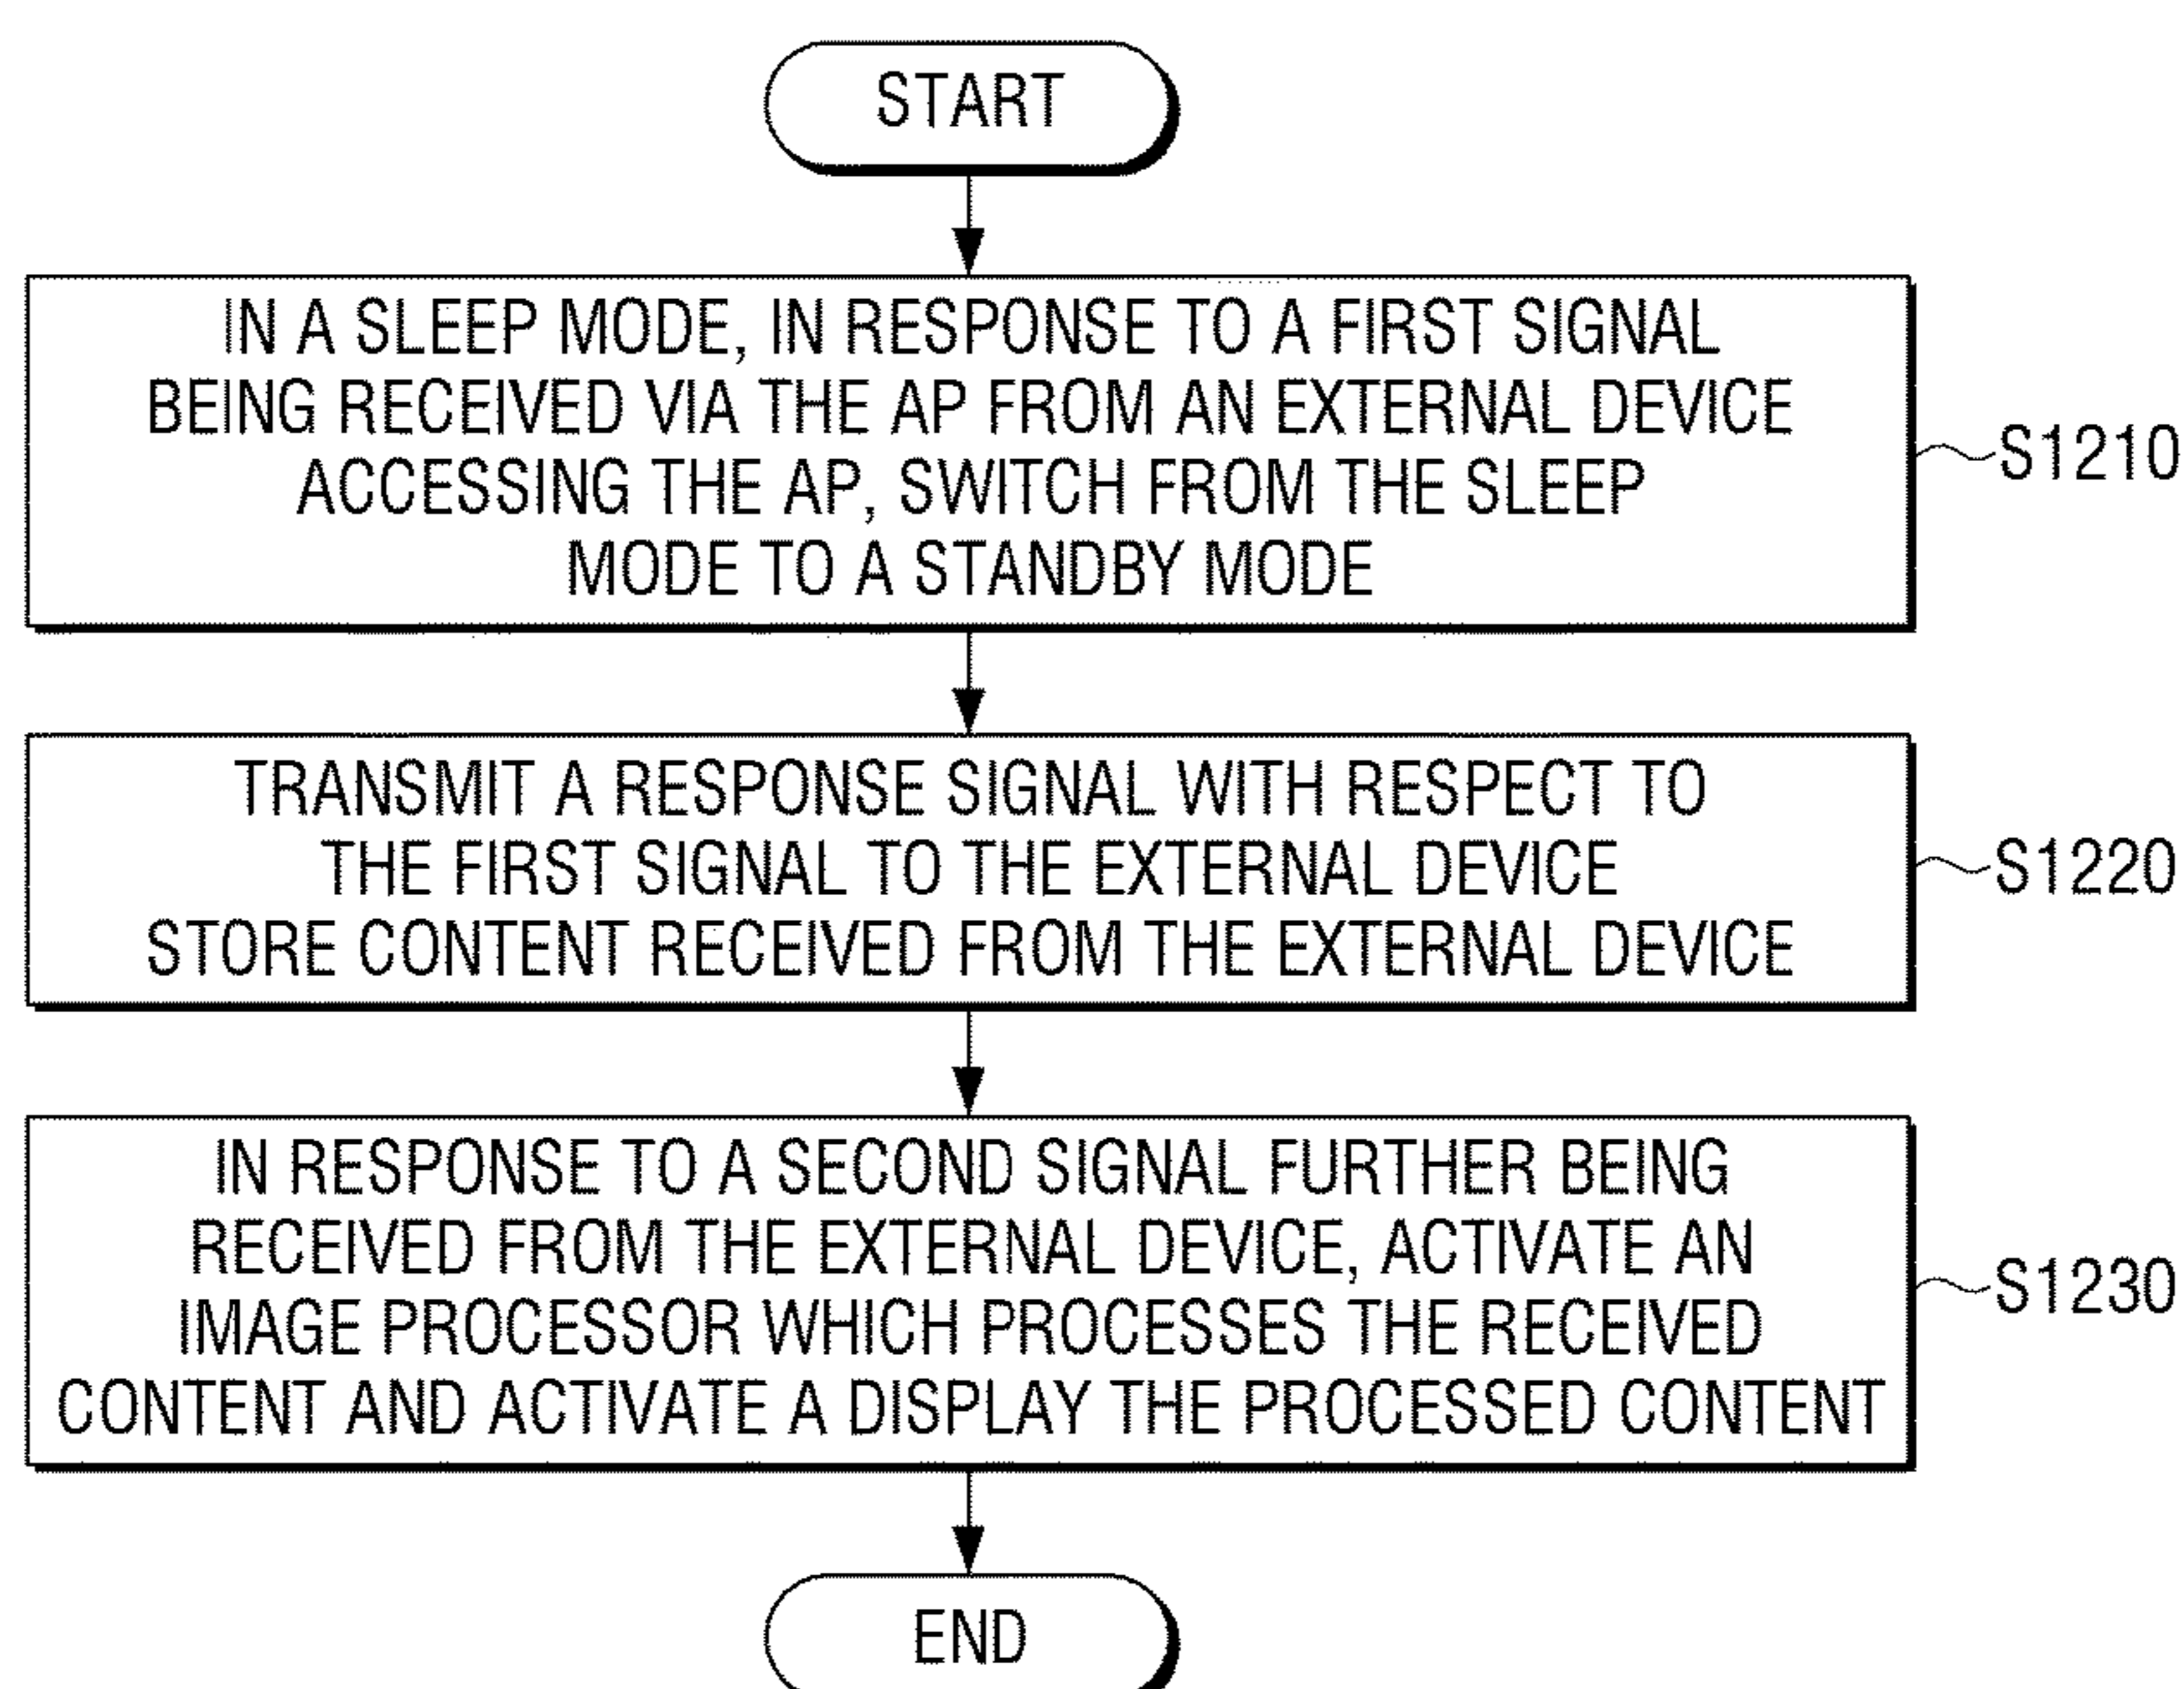 START
IN A SLEEP MODE, IN RESPONSE TO A FIRST SIGNAL
BEING RECEIVED VIA THE AP FROM AN EXTERNAL DEVICE
ACCESSING THE AP, SWITCH FROM THE SLEEP
MODE TO A STANDBY MODE
S1210
TRANSMIT A RESPONSE SIGNAL WITH RESPECT TO
THE FIRST SIGNAL TO THE EXTERNAL DEVICE
STORE CONTENT RECEIVED FROM THE EXTERNAL DEVICE
S1220
IN RESPONSE TO A SECOND SIGNAL FURTHER BEING
RECEIVED FROM THE EXTERNAL DEVICE, ACTIVATE AN
IMAGE PROCESSOR WHICH PROCESSES THE RECEIVED
CONTENT AND ACTIVATE A DISPLAY THE PROCESSED CONTENT
S1230
END